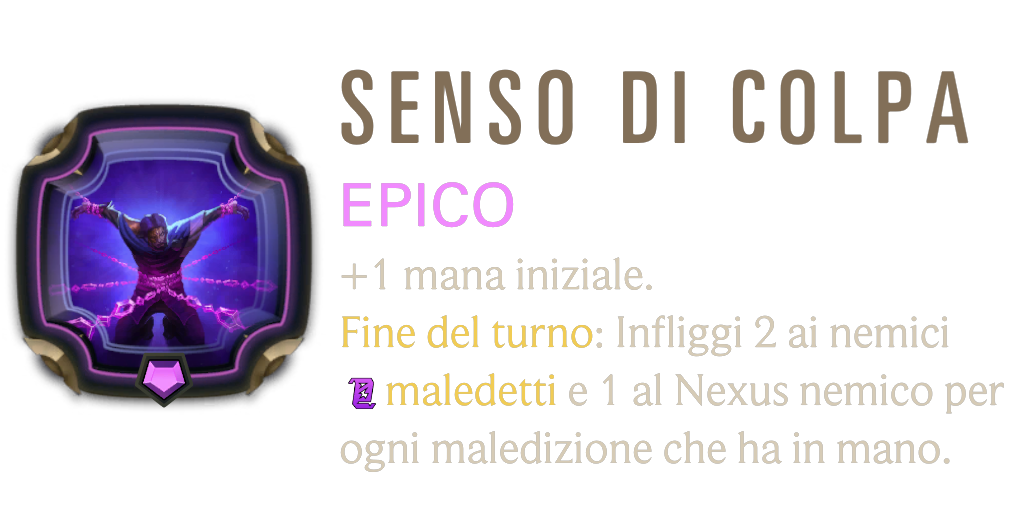 SENSO DI COLPA
EPICO
+1 mana iniziale.
Fine del turno: Infliggi 2 ai nemici
maledetti e 1 al Nexus nemico per
ogni maledizione che ha in mano.